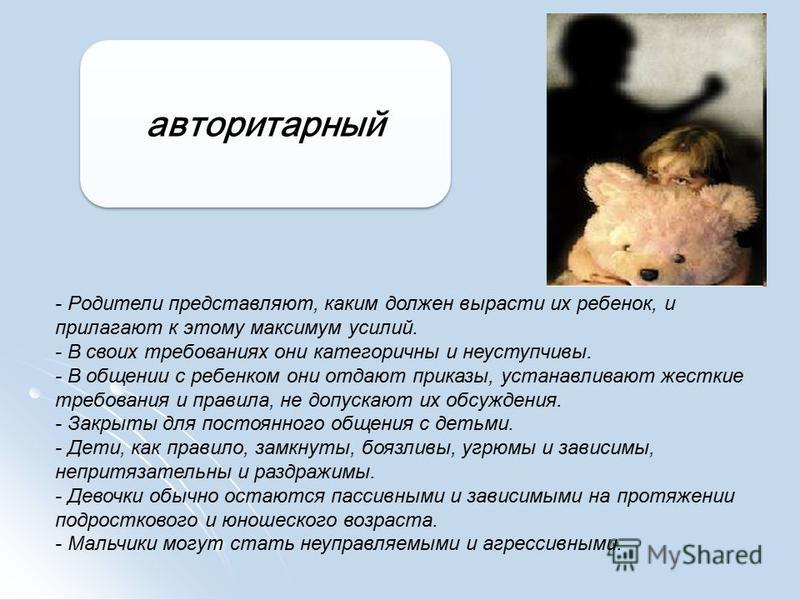 авторитарный
- Родители представляют, каким должен вырасти их ребенок, и
прилагают к этому максимум усилий.
- В своих требованиях они категоричны и неуступчивы.
- В общении с ребенком они отдают приказы, устанавливают жесткие
требования и правила, не допускают их обсуждения.
- Закрыты для постоянного общения с детьми.
- Дети, как правило, замкнуты, боязливы, угрюмы и зависимы,
непритязательны и раздражимы.
- Девочки обычно остаются пассивными и зависимыми на протяжении
подросткового и юношеского возраста.
- Мальчики могут стать неуправляемыми и агрессивными.
MyShared